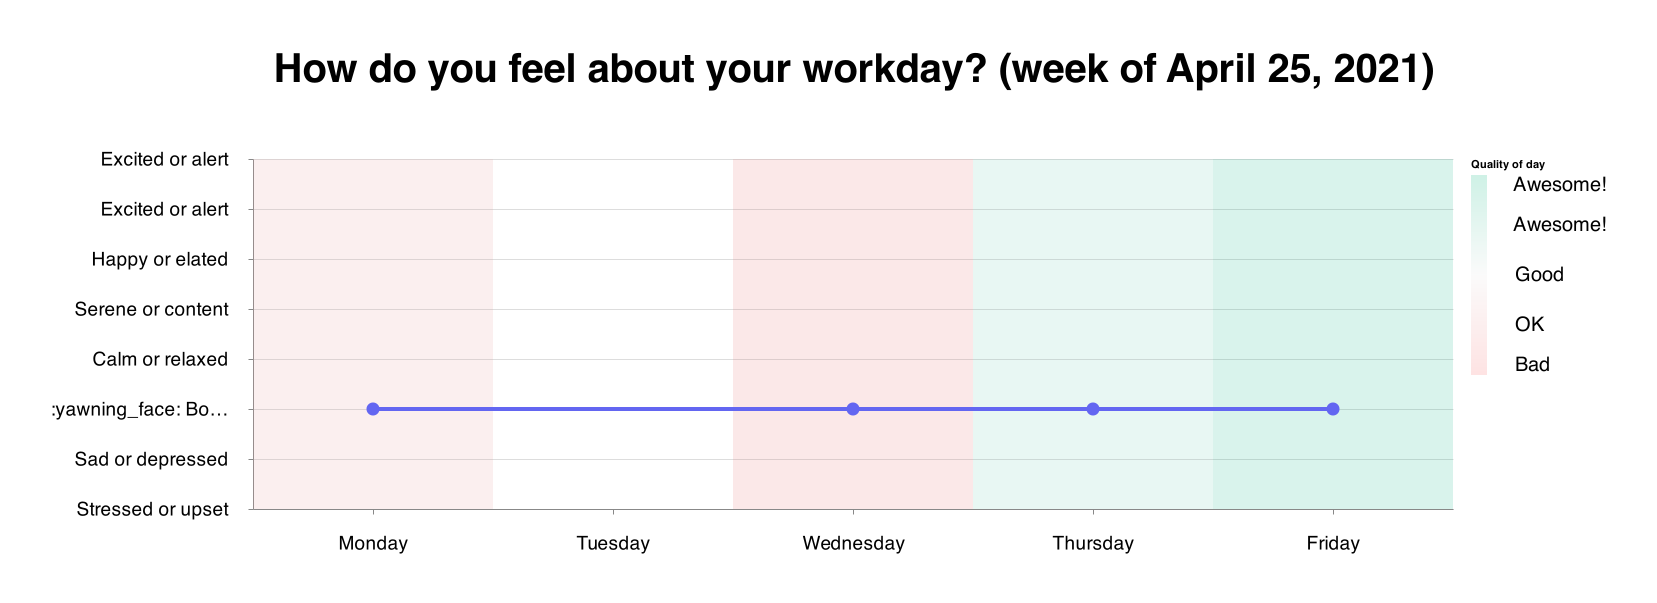 How do you feel about your workday? (week of April 25, 2021)
Excited or alert
Excited or alert
Happy or elated
Serene or content
Calm or relaxed
:yawning_face: Bo…
Sad or depressed
Stressed or upset
Monday
Tuesday
Wednesday
Thursday
Friday
Quality of day
Awesome!
Awesome!
Good
OK
Bad